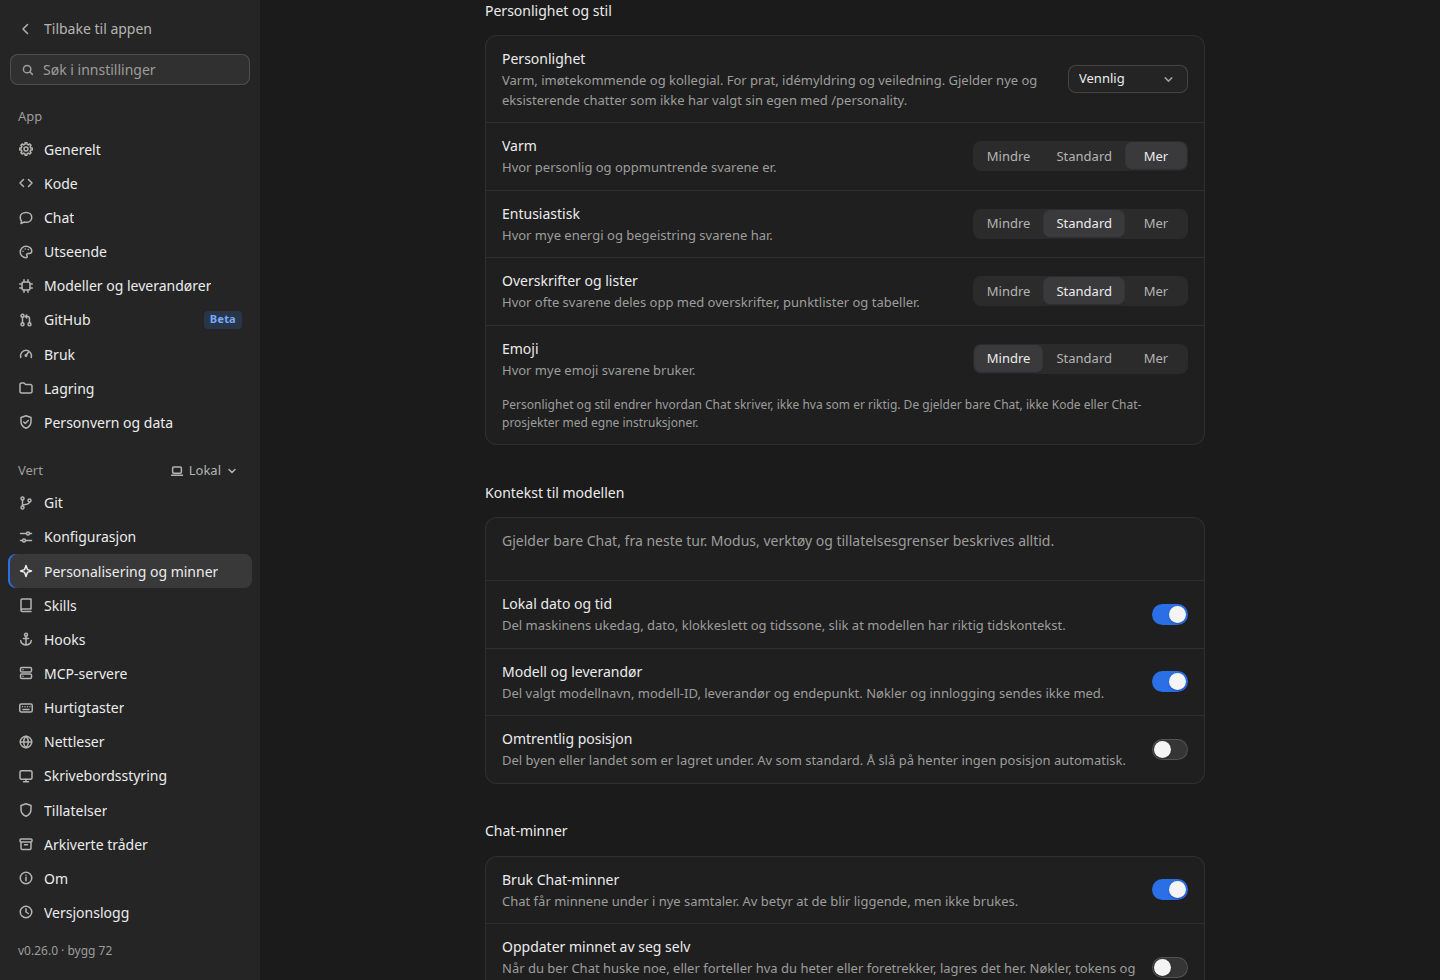 Tilbake til appen
Søk i innstillinger
App
Generelt
Kode
Chat
Utseende
Modeller og leverandører
GitHub
Beta
Bruk
Lagring
Personvern og data
Vert
Lokal
Git
Konfigurasjon
Personalisering og minner
Skills
Hooks
MCP-servere
Hurtigtaster
Nettleser
Skrivebordsstyring
Tillatelser
Arkiverte tråder
Om
Versjonslogg
v0.26.0 · bygg 72
Personlighet og stil
Personlighet
Varm, imøtekommende og kollegial. For prat, idémyldring og veiledning. Gjelder nye og
eksisterende chatter som ikke har valgt sin egen med /personality.
Vennlig
Varm
Hvor personlig og oppmuntrende svarene er.
Mindre Standard Mer
Entusiastisk
Hvor mye energi og begeistring svarene har.
Mindre Standard Mer
Overskrifter og lister
Hvor ofte svarene deles opp med overskrifter, punktlister og tabeller.
Mindre Standard Mer
Emoji
Hvor mye emoji svarene bruker.
Mindre Standard Mer
Personlighet og stil endrer hvordan Chat skriver, ikke hva som er riktig. De gjelder bare Chat, ikke Kode eller Chat-
prosjekter med egne instruksjoner.
Kontekst til modellen
Gjelder bare Chat, fra neste tur. Modus, verktøy og tillatelsesgrenser beskrives alltid.
Lokal dato og tid
Del maskinens ukedag, dato, klokkeslett og tidssone, slik at modellen har riktig tidskontekst.
Modell og leverandør
Del valgt modellnavn, modell-ID, leverandør og endepunkt. Nøkler og innlogging sendes ikke med.
Omtrentlig posisjon
Del byen eller landet som er lagret under. Av som standard. Å slå på henter ingen posisjon automatisk.
Chat-minner
Bruk Chat-minner
Chat får minnene under i nye samtaler. Av betyr at de blir liggende, men ikke brukes.
Oppdater minnet av seg selv
Når du ber Chat huske noe, eller forteller hva du heter eller foretrekker, lagres det her. Nøkler, tokens og